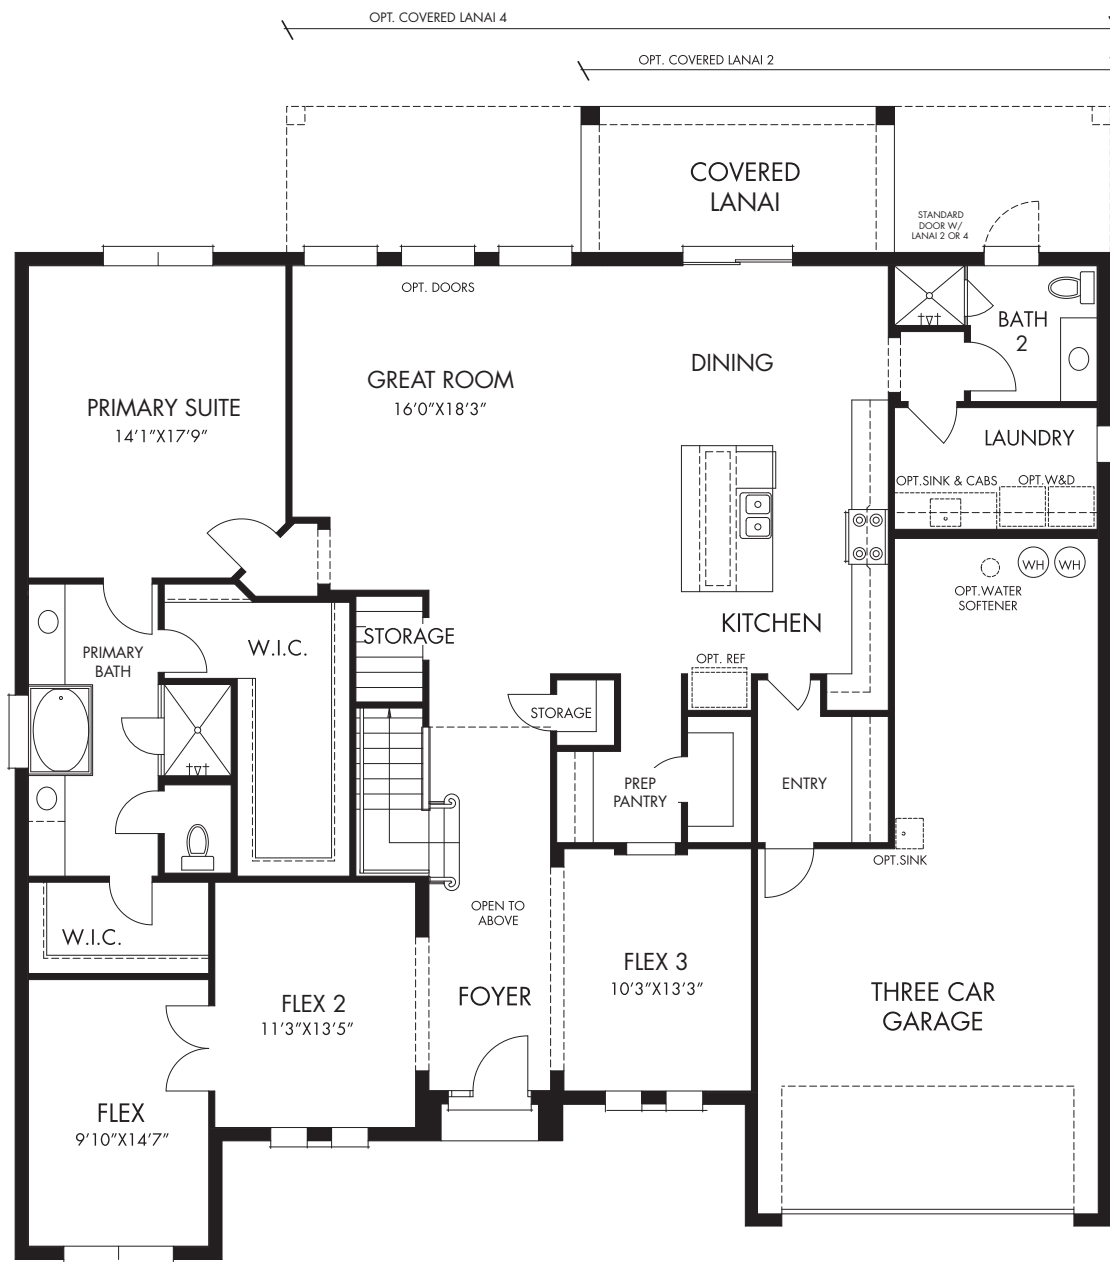 OPT. COVERED LANAI 4
OPT. COVERED LANAI 2
COVERED
LANAI
STANDARD
DOOR W/
LANAI 2 OR 4
OPT. DOORS
BATH
2
DINING
GREAT ROOM
16'0"X18'3"
PRIMARY SUITE
14'1"X17'9"
LAUNDRY
OPT.SINK & CABS
OPT.W&D
WH
WH
OPT.WATER
SOFTENER
KITCHEN
STORAGE
W.I.C.
PRIMARY
BATH
OPT. REF
STORAGE
PREP
PANTRY
ENTRY
OPT.SINK
OPEN TO
ABOVE
W.I.C.
FLEX 3
10'3"X13'3"
FLEX 2
11'3"X13'5"
FOYER
THREE CAR
GARAGE
FLEX
9'10"X14'7"